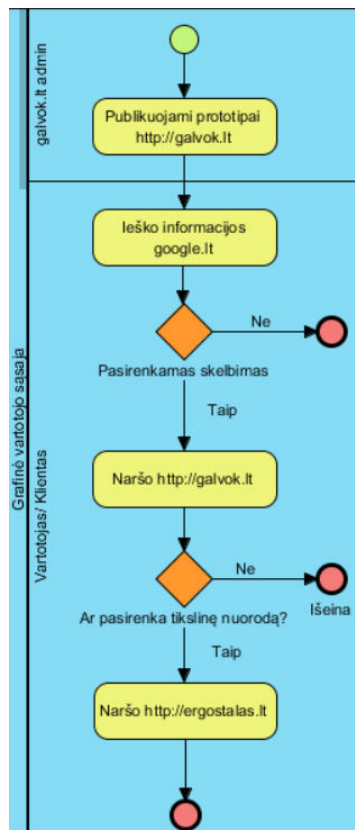 Grafinė vartotojo sąsaja
galvok.lt admin
Publikuojami prototipai
http://galvok.lt
Vartotojas/ Klientas
Ieško informacijos
google.lt
Ne
Pasirenkamas skelbimas
Taip
Naršo http://galvok.lt
Ne
Išeina
Ar pasirenka tikslinę nuorodą?
Taip
Naršo http://ergostalas.lt